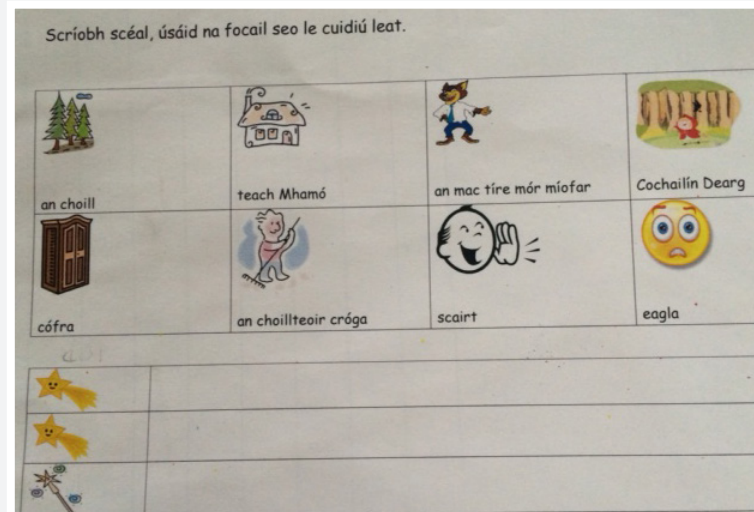 Scríobh scéal, úsáid na focail seo le cuidiú leat.
an choill
teach Mhamó
an mac tíre mór míofar
Cochailín Dearg
cófra
an choillteoir cróga
scairt
eagla